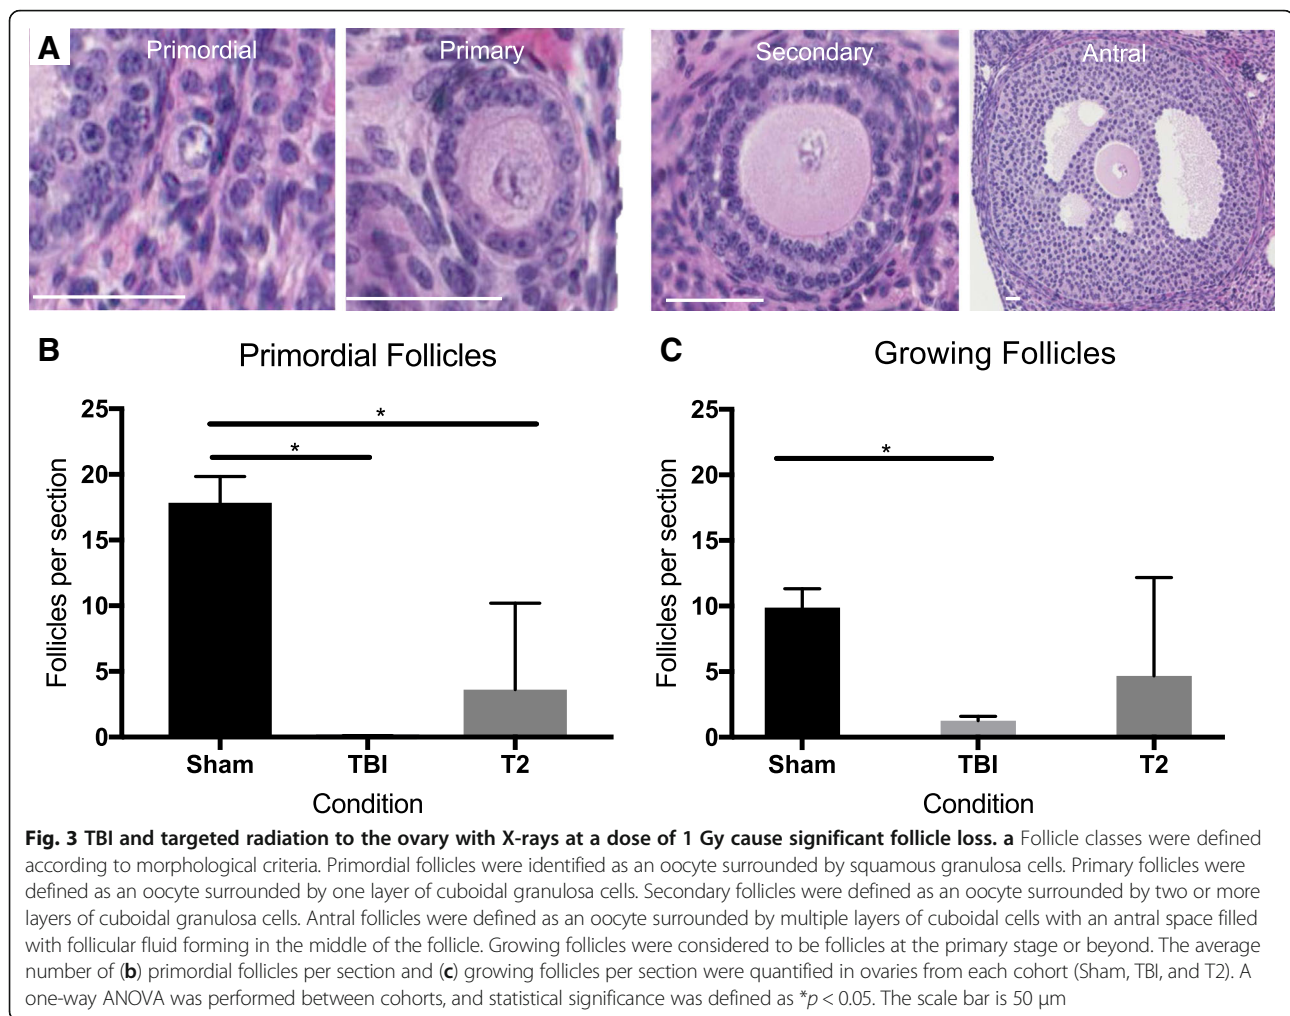 A
Primordial
Primary
Secondary
Antral
B
Primordial Follicles
Follicles per section
25
20
15
10
5
0
*
*
Sham
TBI
T2
Condition
C
Growing Follicles
Follicles per section
25
20
15
10
5
0
*
Sham
TBI
T2
Condition
Fig. 3 TBI and targeted radiation to the ovary with X-rays at a dose of 1 Gy cause significant follicle loss. a Follicle classes were defined
according to morphological criteria. Primordial follicles were identified as an oocyte surrounded by squamous granulosa cells. Primary follicles were
defined as an oocyte surrounded by one layer of cuboidal granulosa cells. Secondary follicles were defined as an oocyte surrounded by two or more
layers of cuboidal granulosa cells. Antral follicles were defined as an oocyte surrounded by multiple layers of cuboidal cells with an antral space filled
with follicular fluid forming in the middle of the follicle. Growing follicles were considered to be follicles at the primary stage or beyond. The average
number of (b) primordial follicles per section and (c) growing follicles per section were quantified in ovaries from each cohort (Sham, TBI, and T2). A
one-way ANOVA was performed between cohorts, and statistical significance was defined as *p < 0.05. The scale bar is 50 μm